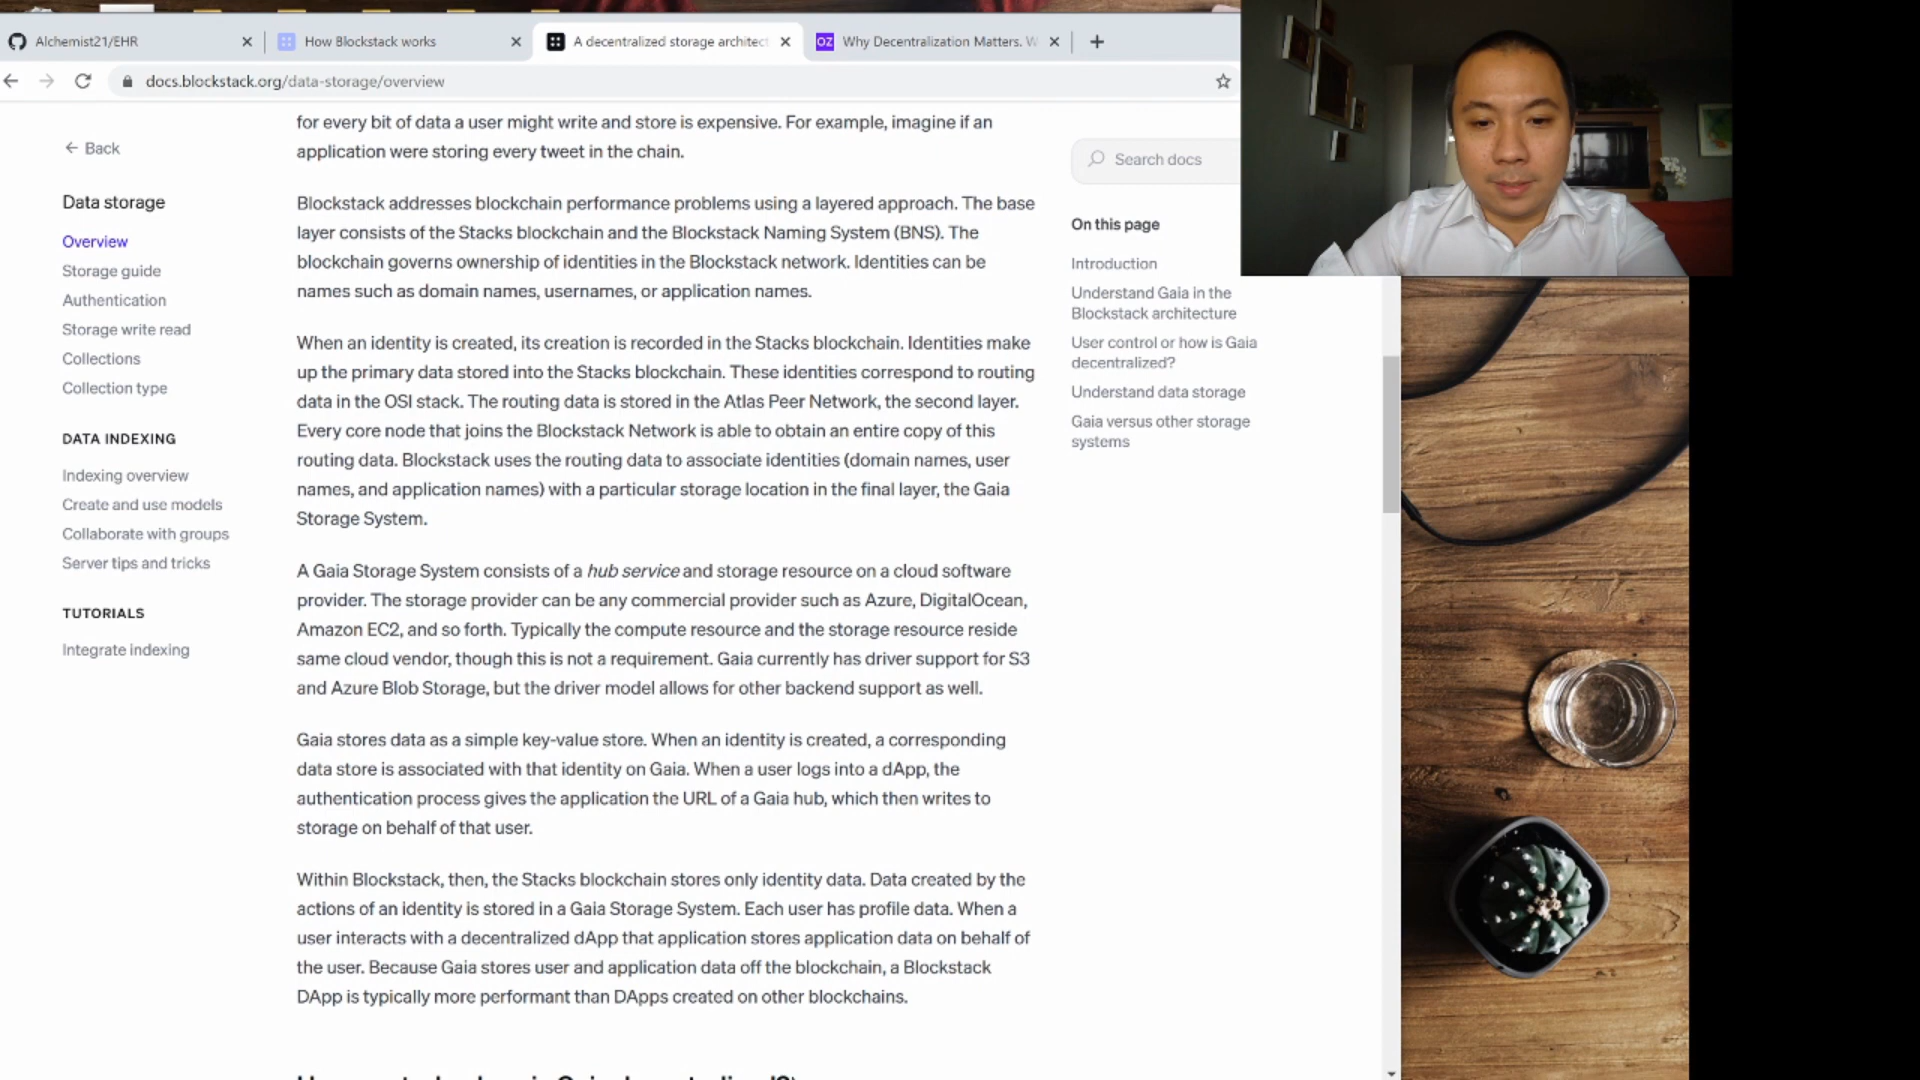 Alchemist21/EHR
How Blockstack works
A decentralized storage architect
OZ
Why Decentralization Matters. W
docs.blockstack.org/data-storage/overview
Back
Data storage
Overview
Storage guide
Authentication
Storage write read
Collections
Collection type
DATA INDEXING
Indexing overview
Create and use models
Collaborate with groups
Server tips and tricks
TUTORIALS
Integrate indexing
for every bit of data a user might write and store is expensive. For example, imagine if an
application were storing every tweet in the chain.
Blockstack addresses blockchain performance problems using a layered approach. The base
layer consists of the Stacks blockchain and the Blockstack Naming System (BNS). The
blockchain governs ownership of identities in the Blockstack network. Identities can be
names such as domain names, usernames, or application names.
When an identity is created, its creation is recorded in the Stacks blockchain. Identities make
up the primary data stored into the Stacks blockchain. These identities correspond to routing
data in the OSI stack. The routing data is stored in the Atlas Peer Network, the second layer.
Every core node that joins the Blockstack Network is able to obtain an entire copy of this
routing data. Blockstack uses the routing data to associate identities (domain names, user
names, and application names) with a particular storage location in the final layer, the Gaia
Storage System.
A Gaia Storage System consists of a hub service and storage resource on a cloud software
provider. The storage provider can be any commercial provider such as Azure, DigitalOcean,
Amazon EC2, and so forth. Typically the compute resource and the storage resource reside
same cloud vendor, though this is not a requirement. Gaia currently has driver support for S3
and Azure Blob Storage, but the driver model allows for other backend support as well.
Gaia stores data as a simple key-value store. When an identity is created, a corresponding
data store is associated with that identity on Gaia. When a user logs into a dApp, the
authentication process gives the application the URL of a Gaia hub, which then writes to
storage on behalf of that user.
Within Blockstack, then, the Stacks blockchain stores only identity data. Data created by the
actions of an identity is stored in a Gaia Storage System. Each user has profile data. When a
user interacts with a decentralized dApp that application stores application data on behalf of
the user. Because Gaia stores user and application data off the blockchain, a Blockstack
DApp is typically more performant than DApps created on other blockchains.
Search docs
On this page
Introduction
Understand Gaia in the
Blockstack architecture
User control or how is Gaia
decentralized?
Understand data storage
Gaia versus other storage
systems